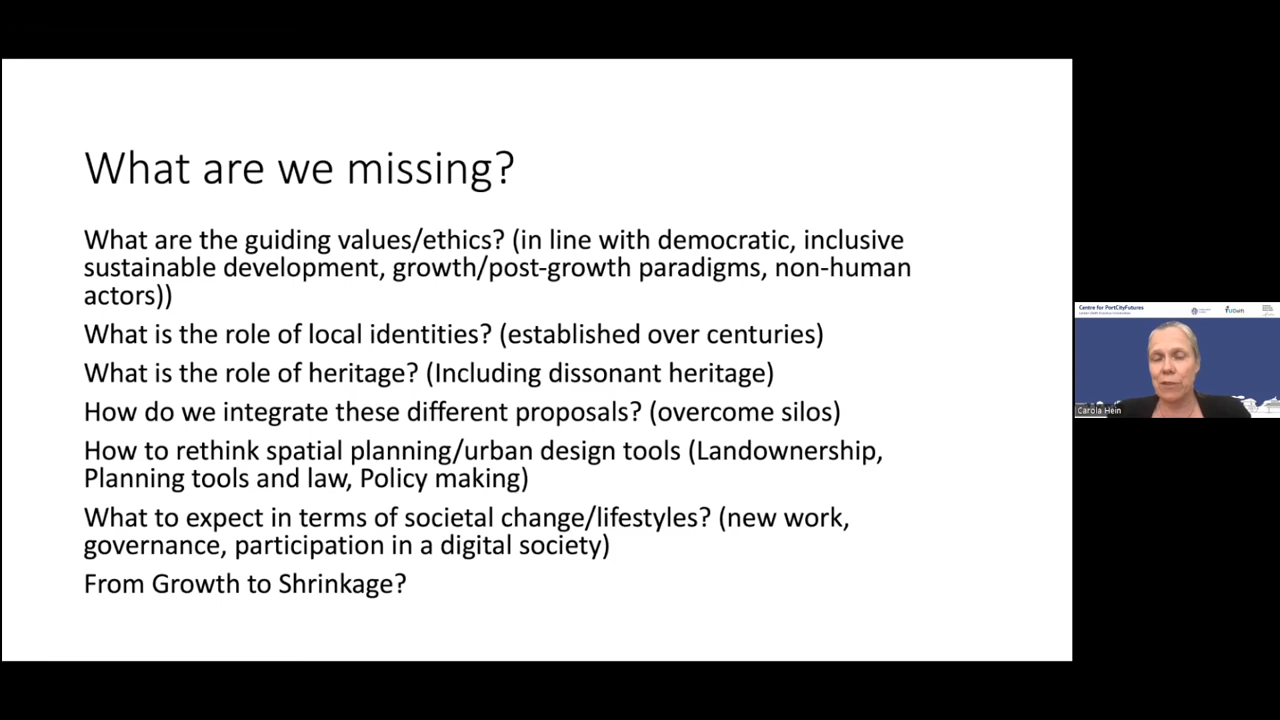 What are we missing?
What are the guiding values/ethics? (in line with democratic, inclusive
sustainable development, growth/post-growth paradigms, non-human
actors))
What is the role of local identities? (established over centuries)
What is the role of heritage? (Including dissonant heritage)
How do we integrate these different proposals? (overcome silos)
How to rethink spatial planning/urban design tools (Landownership,
Planning tools and law, Policy making)
What to expect in terms of societal change/lifestyles? (new work,
governance, participation in a digital society)
From Growth to Shrinkage?
Centre for PortCityFutures
Carola Hein